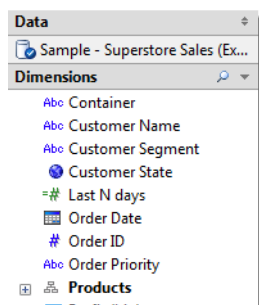 Data
Sample - Superstore Sales (Ex...
Dimensions
Abc Container
Abc Customer Name
Abc Customer Segment
Customer State
=# Last N days
Order Date
# Order ID
Abc Order Priority
Products